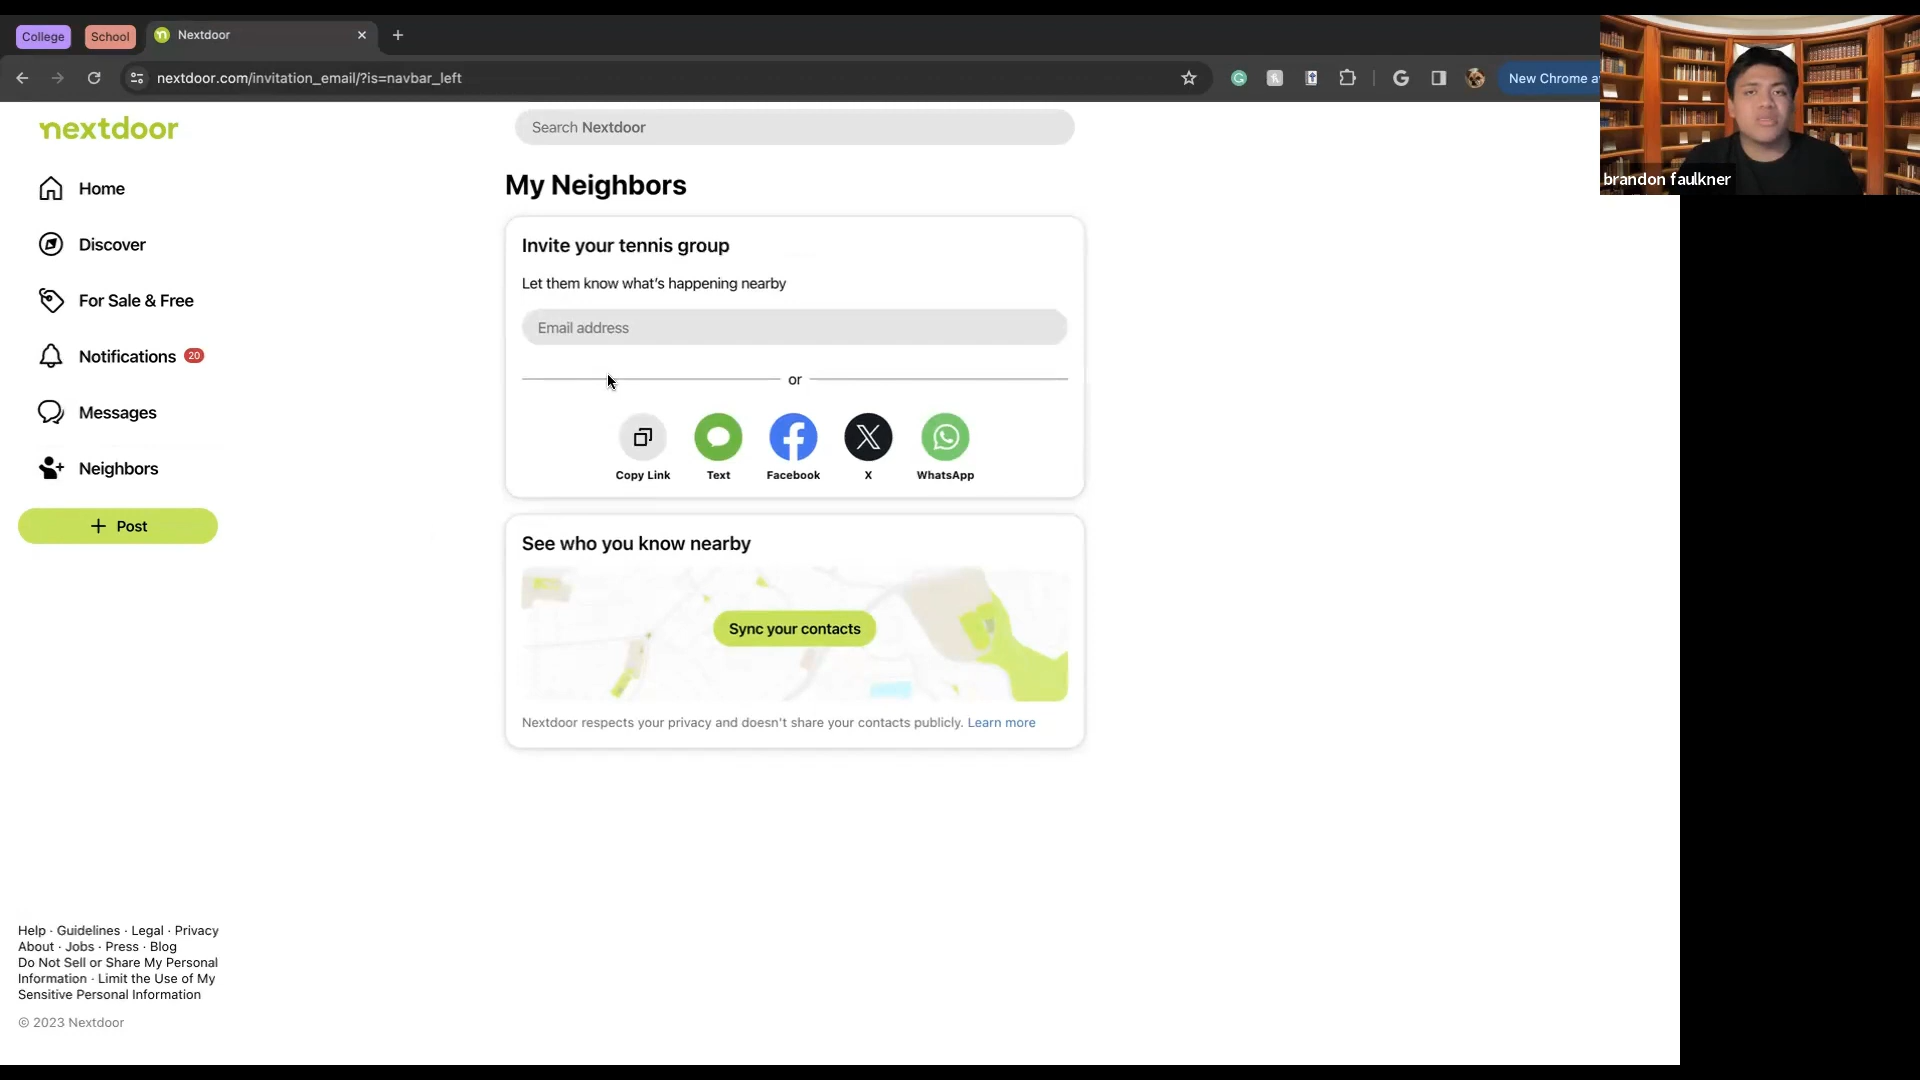 College
School
Nextdoor
nextdoor.com/invitation_email/?is=navbar_left
New Chrome av
brandon faulkner
nextdoor
Search Nextdoor
Home
Discover
For Sale & Free
Notifications 20
Messages
Neighbors
+ Post
My Neighbors
Invite your tennis group
Let them know what's happening nearby
Email address
or
Copy Link
Text
Facebook
X
WhatsApp
See who you know nearby
Sync your contacts
Nextdoor respects your privacy and doesn't share your contacts publicly. Learn more
Help · Guidelines · Legal · Privacy
About · Jobs · Press · Blog
Do Not Sell or Share My Personal
Information · Limit the Use of My
Sensitive Personal Information
© 2023 Nextdoor